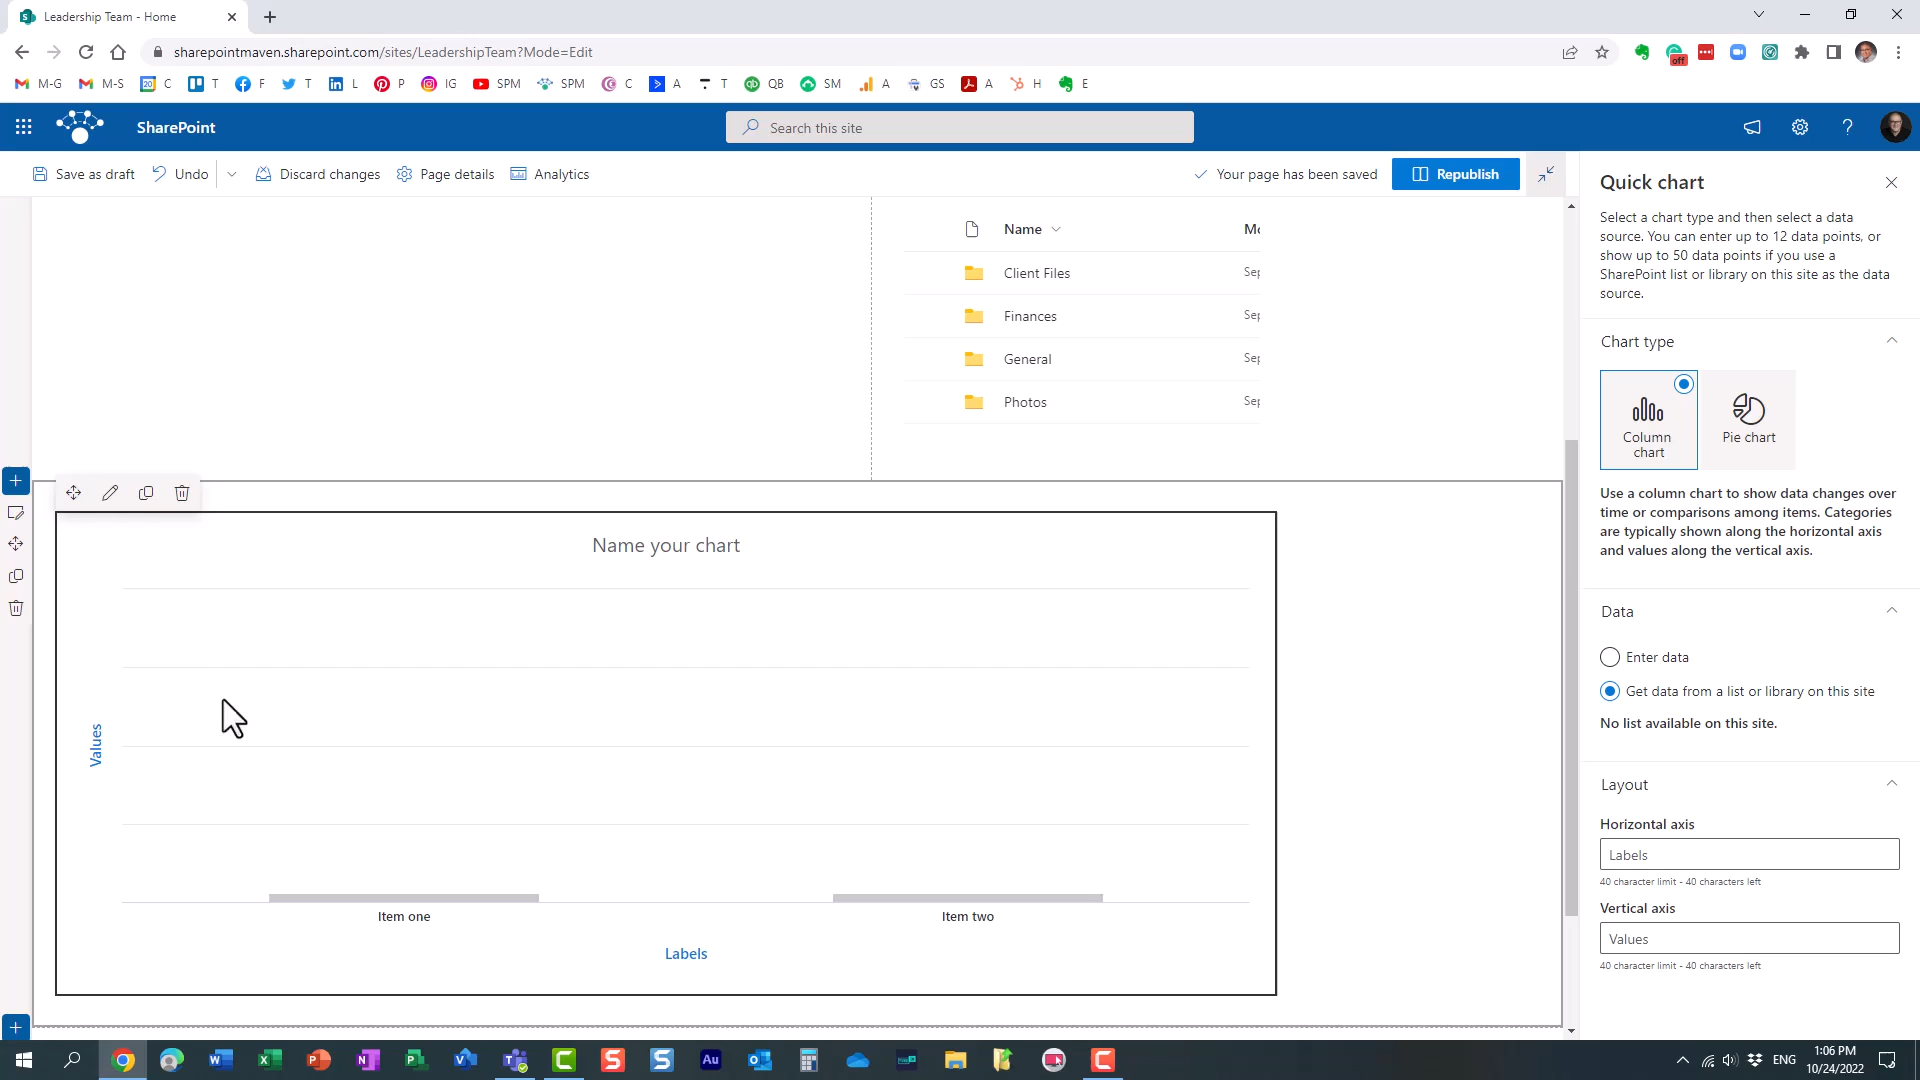 Leadership Team - Home
sharepointmaven.sharepoint.com/sites/LeadershipTeam?Mode=Edit
off
M-G M-S 20 C T F T L P IG SPM SPM C A T QB SM A GS A H E
SharePoint
Search this site
Save as draft Undo Discard changes Page details Analytics
Your page has been saved
Republish
Name
Mo
Client Files
Sep
Finances
Sep
General
Sep
Photos
Sep
Name your chart
Values
Item one
Item two
Labels
Quick chart
Select a chart type and then select a data
source. You can enter up to 12 data points, or
show up to 50 data points if you use a
SharePoint list or library on this site as the data
source.
Chart type
Column
chart
Pie chart
Use a column chart to show data changes over
time or comparisons among items. Categories
are typically shown along the horizontal axis
and values along the vertical axis.
Data
Enter data
Get data from a list or library on this site
No list available on this site.
Layout
Horizontal axis
Labels
40 character limit - 40 characters left
Vertical axis
Values
40 character limit - 40 characters left
ENG
1:06 PM
10/24/2022